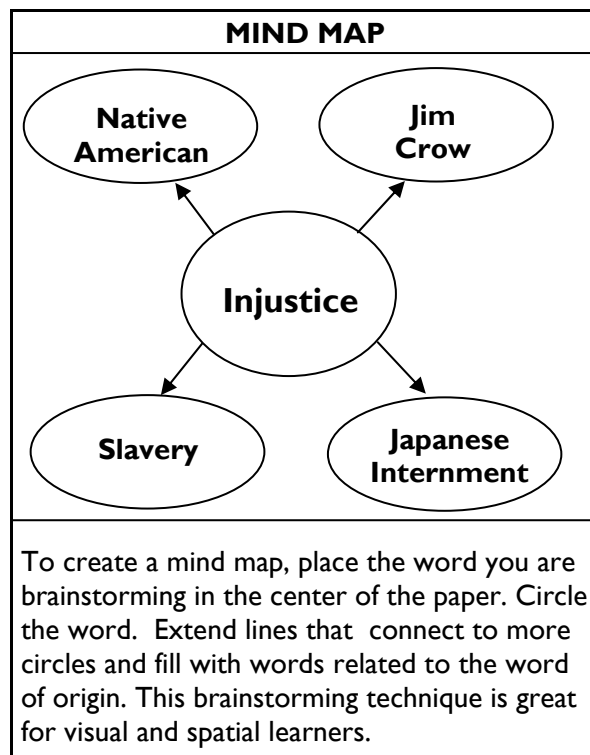 MIND MAP
Native
American
Jim
Crow
Injustice
Slavery
Japanese
Internment
To create a mind map, place the word you are
brainstorming in the center of the paper. Circle
the word.  Extend lines that  connect to more
circles and fill with words related to the word
of origin. This brainstorming technique is great
for visual and spatial learners.